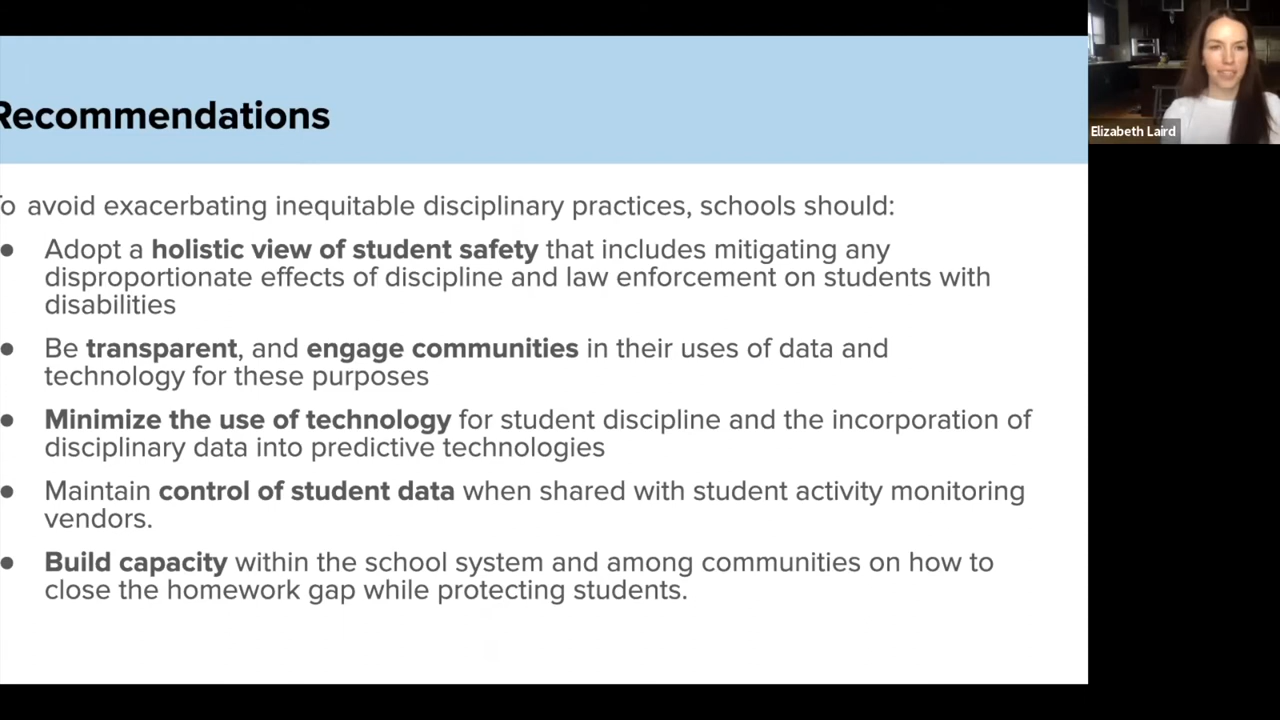 Recommendations
To avoid exacerbating inequitable disciplinary practices, schools should:
● Adopt a holistic view of student safety that includes mitigating any
disproportionate effects of discipline and law enforcement on students with
disabilities
● Be transparent, and engage communities in their uses of data and
technology for these purposes
● Minimize the use of technology for student discipline and the incorporation of
disciplinary data into predictive technologies
● Maintain control of student data when shared with student activity monitoring
vendors.
● Build capacity within the school system and among communities on how to
close the homework gap while protecting students.
Elizabeth Laird